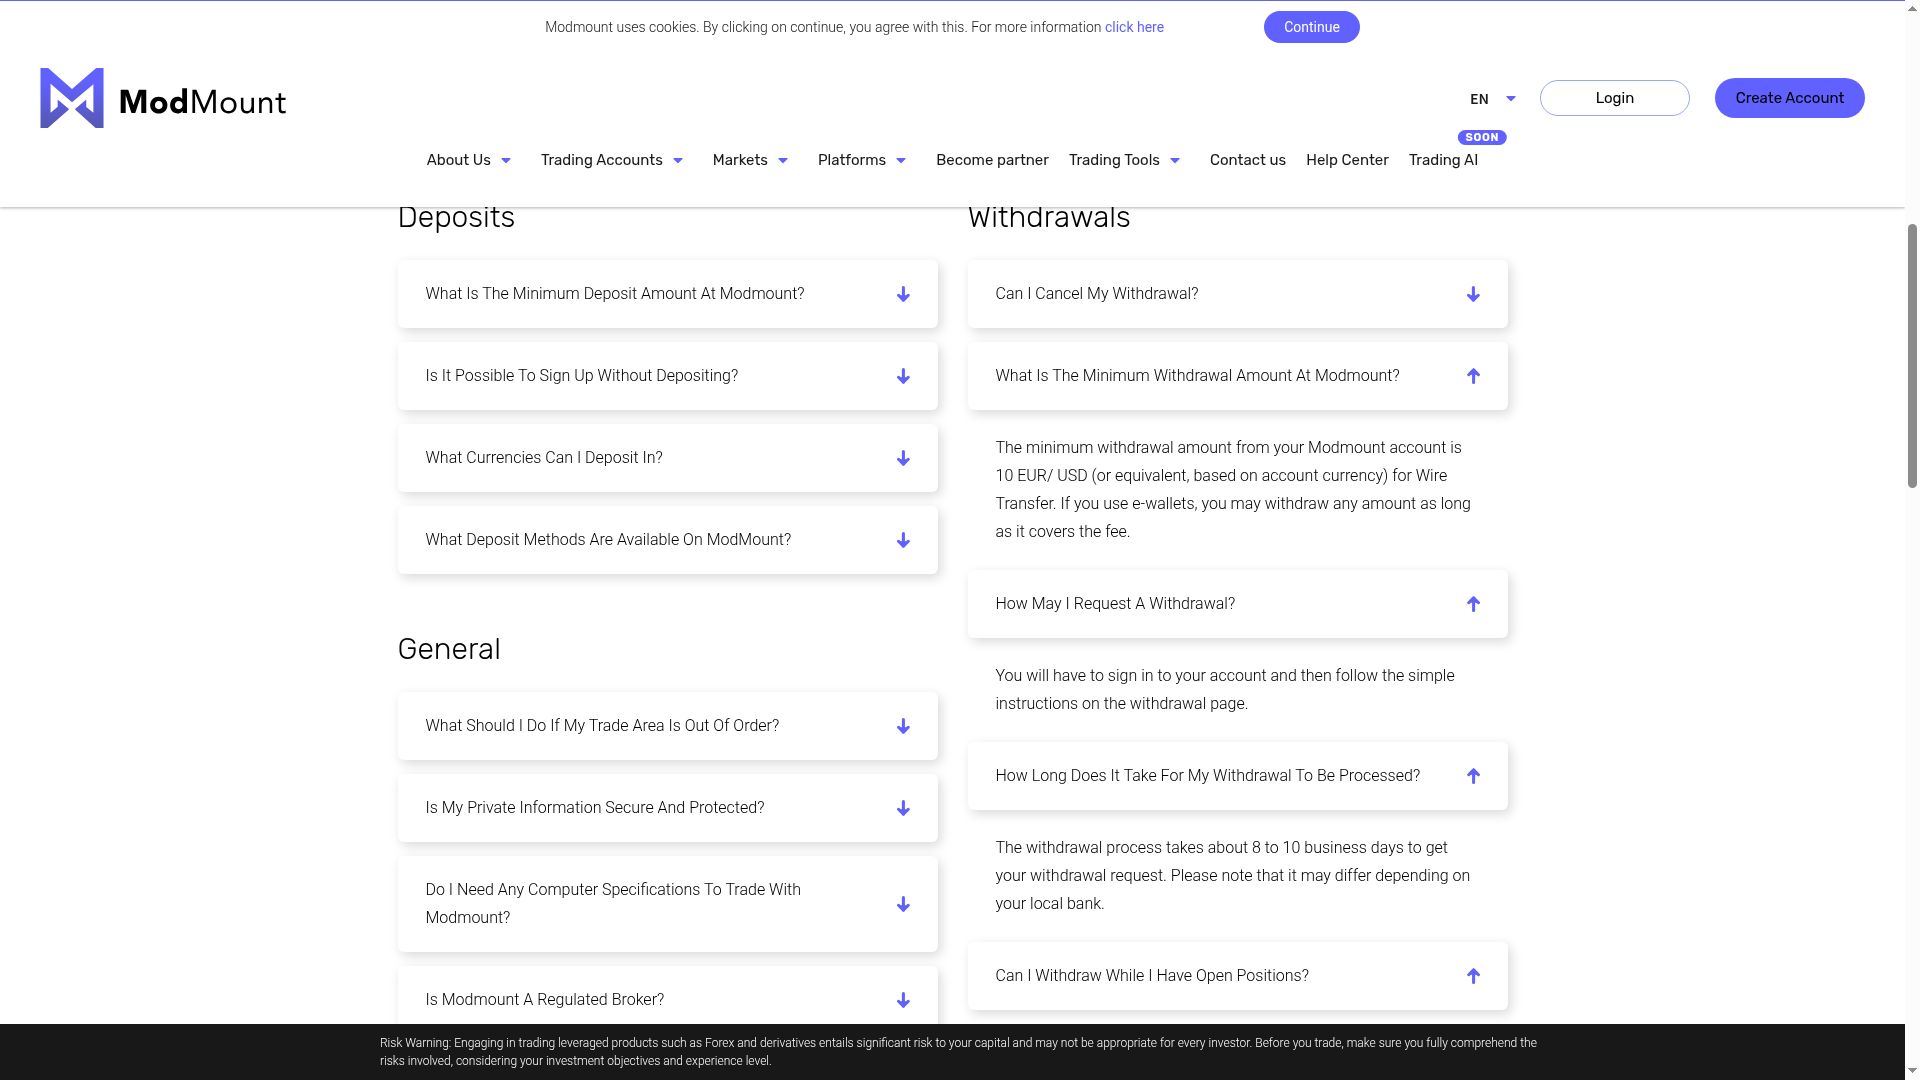 Modmount uses cookies. By clicking on continue, you agree with this. For more information click here
Continue
ModMount
EN
Login
Create Account
SOON
About Us
Trading Accounts
Markets
Platforms
Become partner
Trading Tools
Contact us
Help Center
Trading AI
Deposits
What Is The Minimum Deposit Amount At Modmount?
Is It Possible To Sign Up Without Depositing?
What Currencies Can I Deposit In?
What Deposit Methods Are Available On ModMount?
General
What Should I Do If My Trade Area Is Out Of Order?
Is My Private Information Secure And Protected?
Do I Need Any Computer Specifications To Trade With
Modmount?
Is Modmount A Regulated Broker?
Withdrawals
Can I Cancel My Withdrawal?
What Is The Minimum Withdrawal Amount At Modmount?
The minimum withdrawal amount from your Modmount account is
10 EUR/ USD (or equivalent, based on account currency) for Wire
Transfer. If you use e-wallets, you may withdraw any amount as long
as it covers the fee.
How May I Request A Withdrawal?
You will have to sign in to your account and then follow the simple
instructions on the withdrawal page.
How Long Does It Take For My Withdrawal To Be Processed?
The withdrawal process takes about 8 to 10 business days to get
your withdrawal request. Please note that it may differ depending on
your local bank.
Can I Withdraw While I Have Open Positions?
Risk Warning: Engaging in trading leveraged products such as Forex and derivatives entails significant risk to your capital and may not be appropriate for every investor. Before you trade, make sure you fully comprehend the
risks involved, considering your investment objectives and experience level.